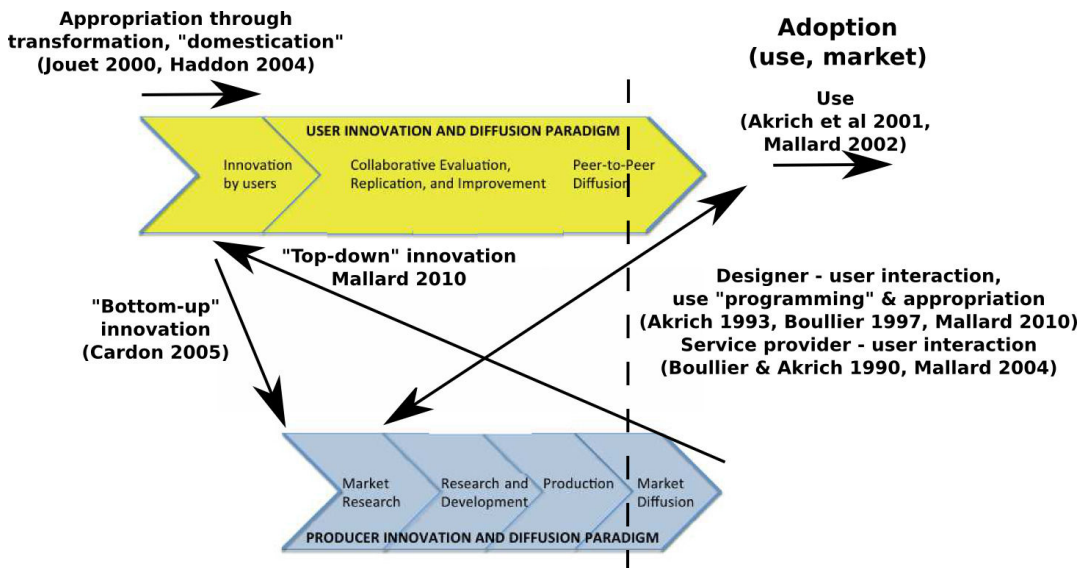 Appropriation through
transformation, "domestication"
(Jouet 2000, Haddon 2004)
Adoption
(use, market)
Use
(Akrich et al 2001,
Mallard 2002)
USER INNOVATION AND DIFFUSION PARADIGM
Innovation
by users
Collaborative Evaluation,
Replication, and Improvement
Peer-to-Peer
Diffusion
"Top-down" innovation
Mallard 2010
"Bottom-up"
innovation
(Cardon 2005)
Designer - user interaction,
use "programming" & appropriation
(Akrich 1993, Boullier 1997, Mallard 2010)
Service provider - user interaction
(Boullier & Akrich 1990, Mallard 2004)
Market
Research
Research and
Development
Production
Market
Diffusion
PRODUCER INNOVATION AND DIFFUSION PARADIGM